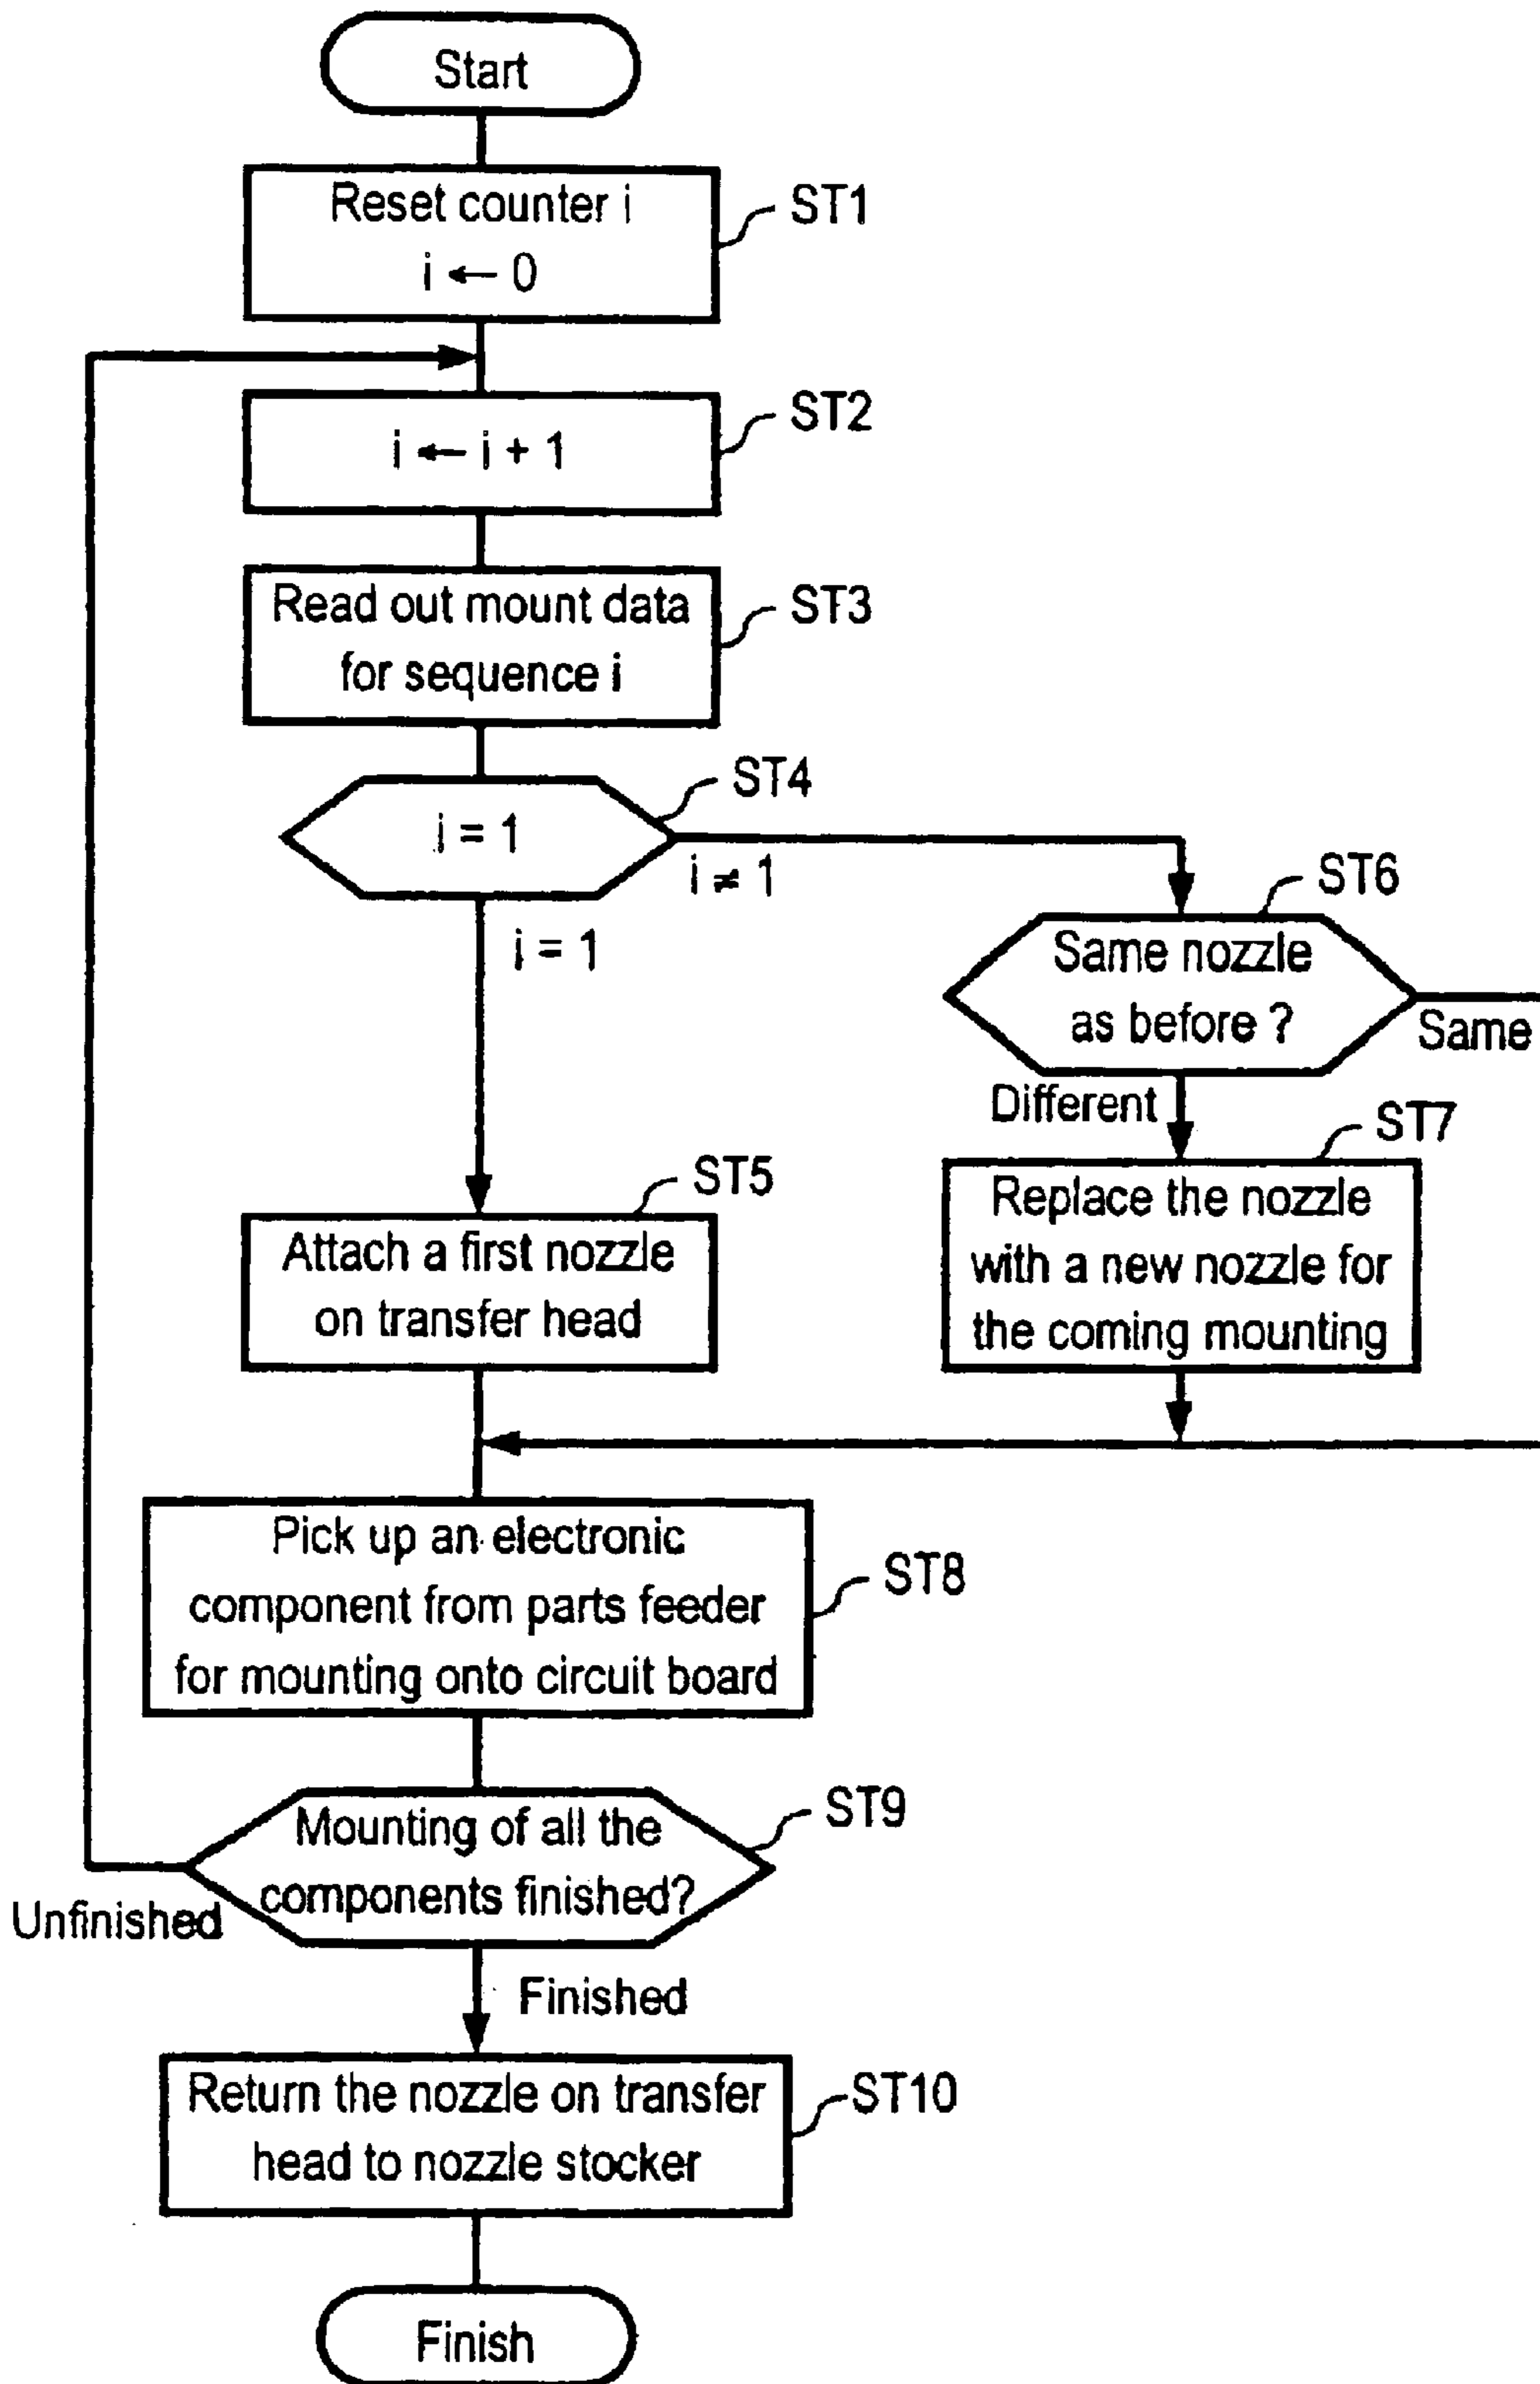 Start
Reset counter i
i ← 0
ST1
i ← i + 1
ST2
Read out mount data
for sequence i
ST3
i = 1
ST4
i ≠ 1
i = 1
Same nozzle
as before ?
ST6
Same
Different
Replace the nozzle
with a new nozzle for
the coming mounting
ST7
Attach a first nozzle
on transfer head
ST5
Pick up an electronic
component from parts feeder
for mounting onto circuit board
ST8
Mounting of all the
components finished?
ST9
Unfinished
Finished
Return the nozzle on transfer
head to nozzle stocker
ST10
Finish